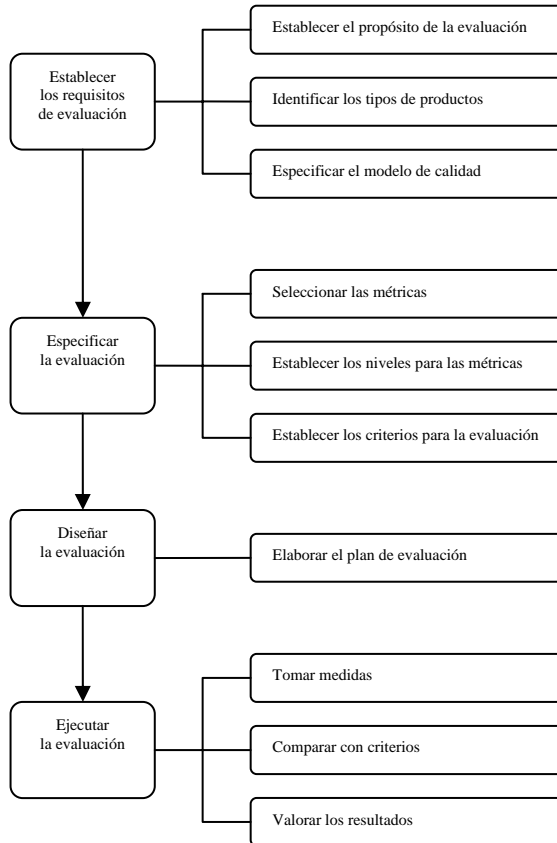 Establecer
los requisitos
de evaluación
Establecer el propósito de la evaluación
Identificar los tipos de productos
Especificar el modelo de calidad
Especificar
la evaluación
Seleccionar las métricas
Establecer los niveles para las métricas
Establecer los criterios para la evaluación
Diseñar
la evaluación
Elaborar el plan de evaluación
Ejecutar
la evaluación
Tomar medidas
Comparar con criterios
Valorar los resultados